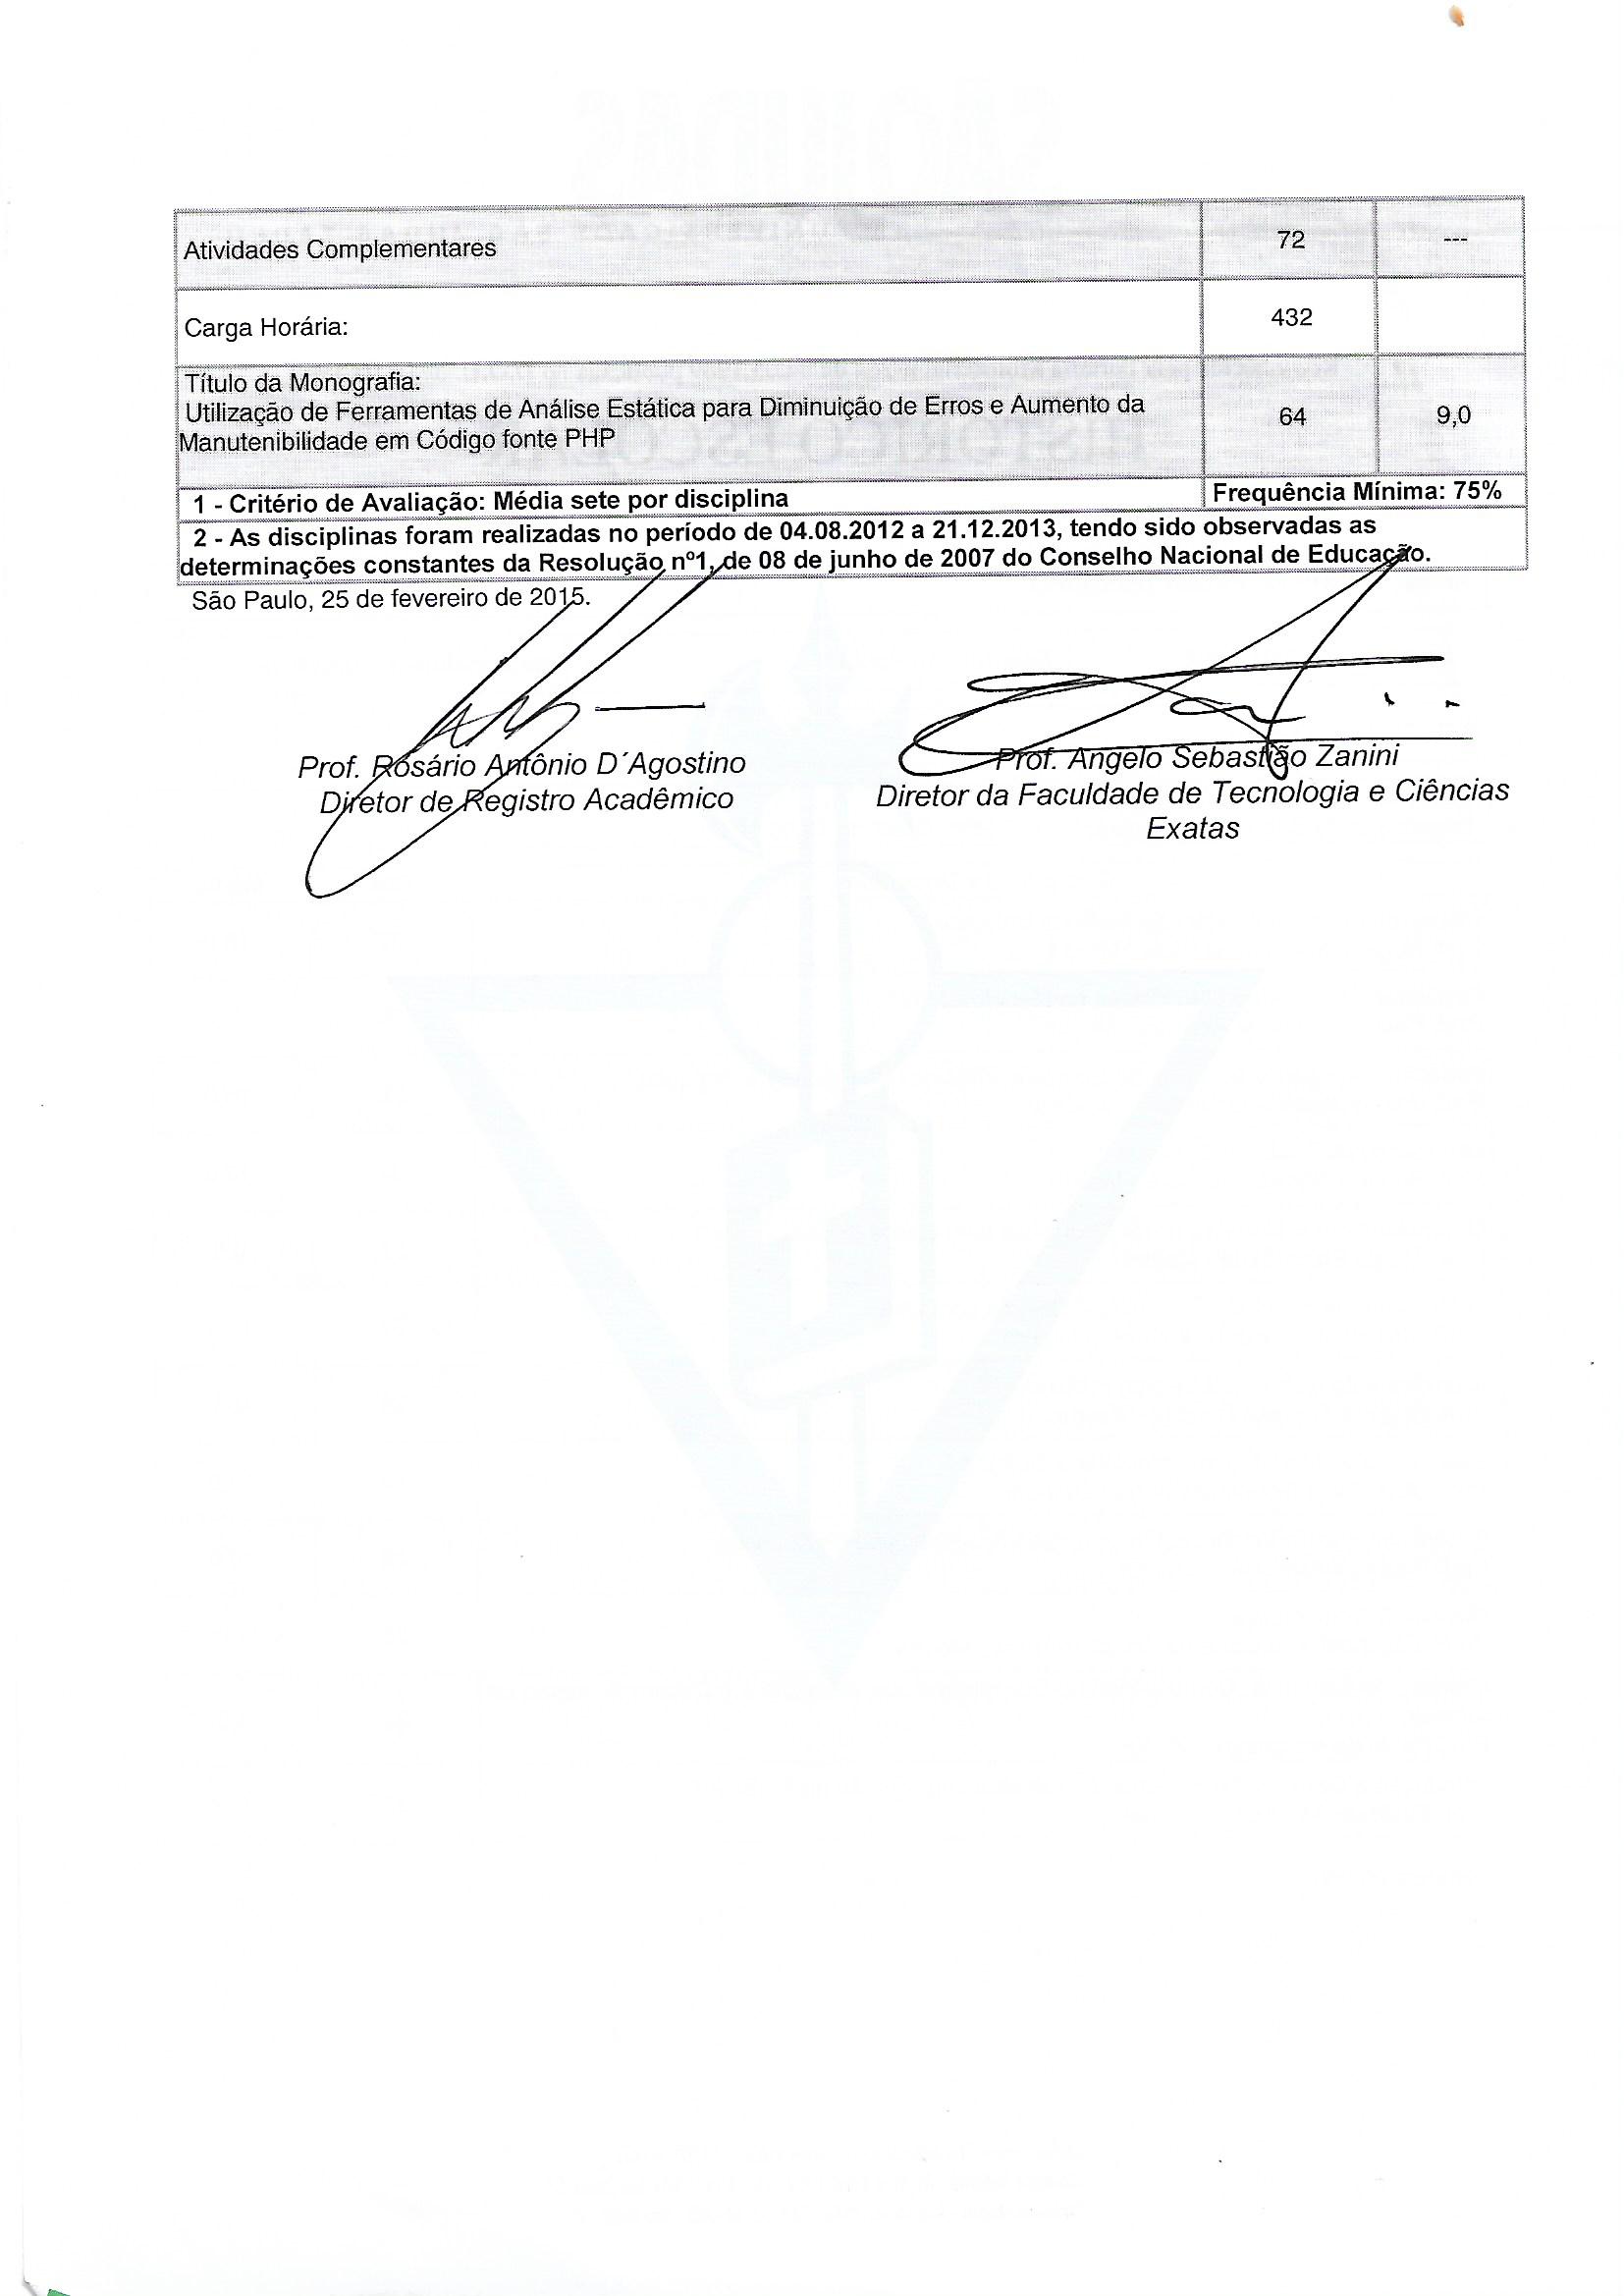 Atividades Complementares 72 ---
Carga Horária: 432
Título da Monografia:
Utilização de Ferramentas de Análise Estática para Diminuição de Erros e Aumento da
Manutenibilidade em Código fonte PHP 64 9,0
1 - Critério de Avaliação: Média sete por disciplina Frequência Mínima: 75%
2 - As disciplinas foram realizadas no período de 04.08.2012 a 21.12.2013, tendo sido observadas as
determinações constantes da Resolução nº1, de 08 de junho de 2007 do Conselho Nacional de Educação.
São Paulo, 25 de fevereiro de 2015.
Prof. Rosário Antônio D´Agostino
Diretor de Registro Acadêmico
Prof. Angelo Sebastião Zanini
Diretor da Faculdade de Tecnologia e Ciências
Exatas